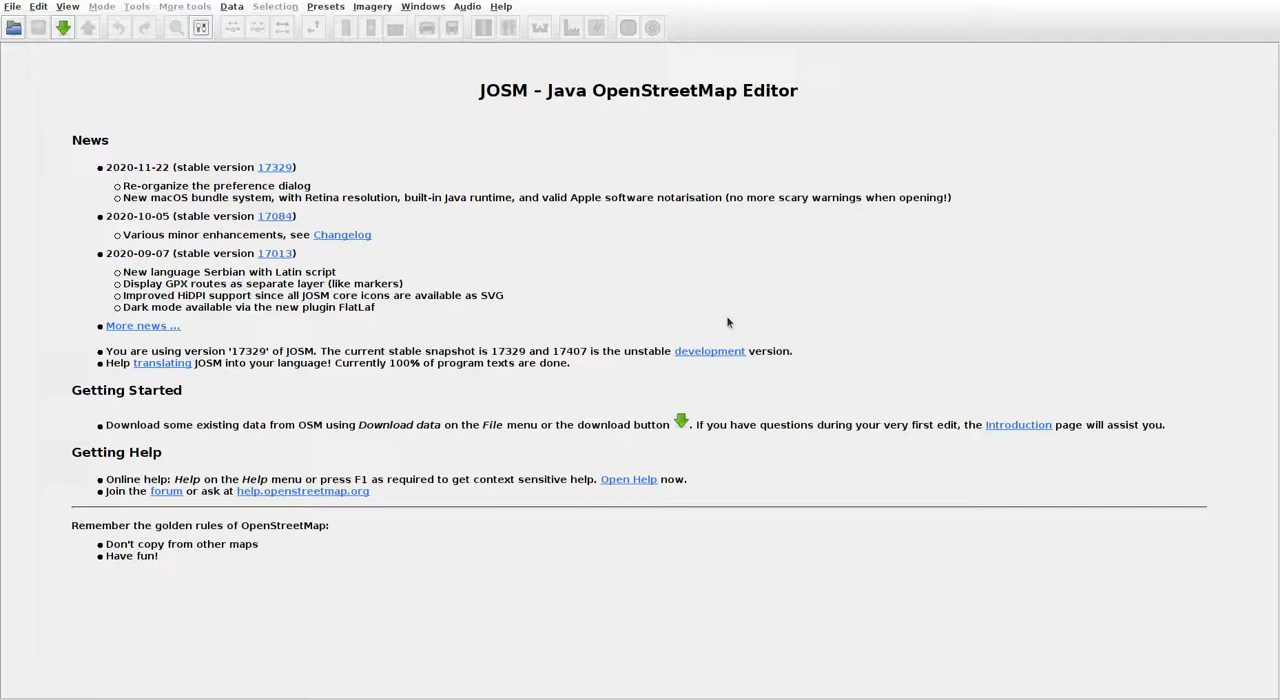 File Edit View Mode Tools More tools Data Selection Presets Imagery Windows Audio Help
JOSM – Java OpenStreetMap Editor
News
2020-11-22 (stable version 17329)
Re-organize the preference dialog
New macOS bundle system, with Retina resolution, built-in Java runtime, and valid Apple software notarisation (no more scary warnings when opening!)
2020-10-05 (stable version 17084)
Various minor enhancements, see Changelog
2020-09-07 (stable version 17013)
New language Serbian with Latin script
Display GPX routes as separate layer (like markers)
Improved HiDPI support since all JOSM core icons are available as SVG
Dark mode available via the new plugin FlatLaf
More news ...
You are using version '17329' of JOSM. The current stable snapshot is 17329 and 17407 is the unstable development version.
Help translating JOSM into your language! Currently 100% of program texts are done.
Getting Started
Download some existing data from OSM using Download data on the File menu or the download button . If you have questions during your very first edit, the Introduction page will assist you.
Getting Help
Online help: Help on the Help menu or press F1 as required to get context sensitive help. Open Help now.
Join the forum or ask at help.openstreetmap.org
Remember the golden rules of OpenStreetMap:
Don't copy from other maps
Have fun!